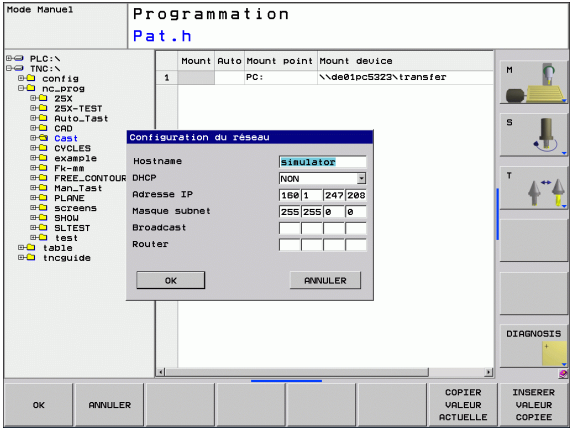 Mode Manuel
Programmation
Pat.h
PLC:\
TNC:\
config
nc_prog
25X
25X-TEST
Auto_Tast
CAD
Cast
CYCLES
example
Fk-mm
FREE_CONTOUR
Man_Tast
PLANE
screens
SHOW
SLTEST
test
table
tncguide
Mount Auto Mount point Mount device
1 PC: \\de01pc5323\transfer
Configuration du réseau
Hostname simulator
DHCP NON
Adresse IP 160 1 247 208
Masque subnet 255 255 0 0
Broadcast
Router
OK ANNULER
M
S
T
DIAGNOSIS
OK
ANNULER
COPIER
VALEUR
ACTUELLE
INSERER
VALEUR
COPIEE